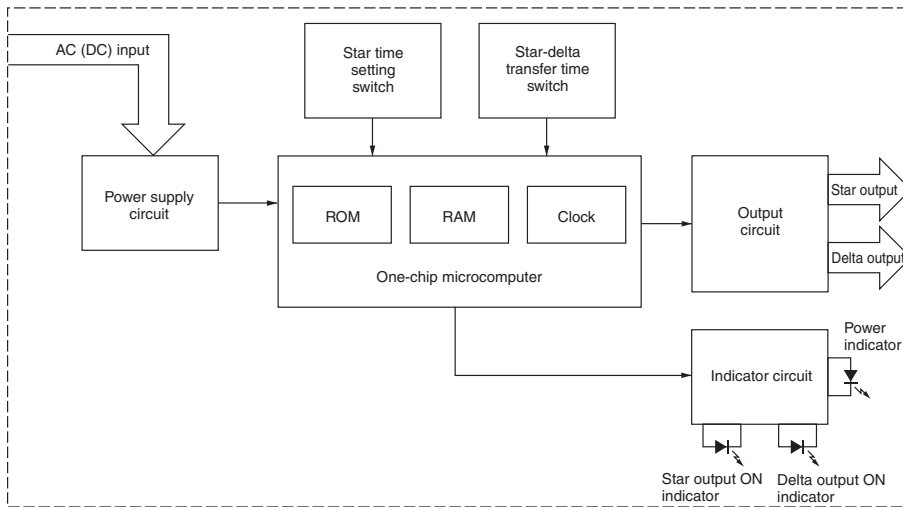 AC (DC) input
Star time
setting
switch
Star-delta
transfer time
switch
Power supply
circuit
ROM
RAM
Clock
One-chip microcomputer
Output
circuit
Star output
Delta output
Power
indicator
Indicator circuit
Star output ON
indicator
Delta output ON
indicator